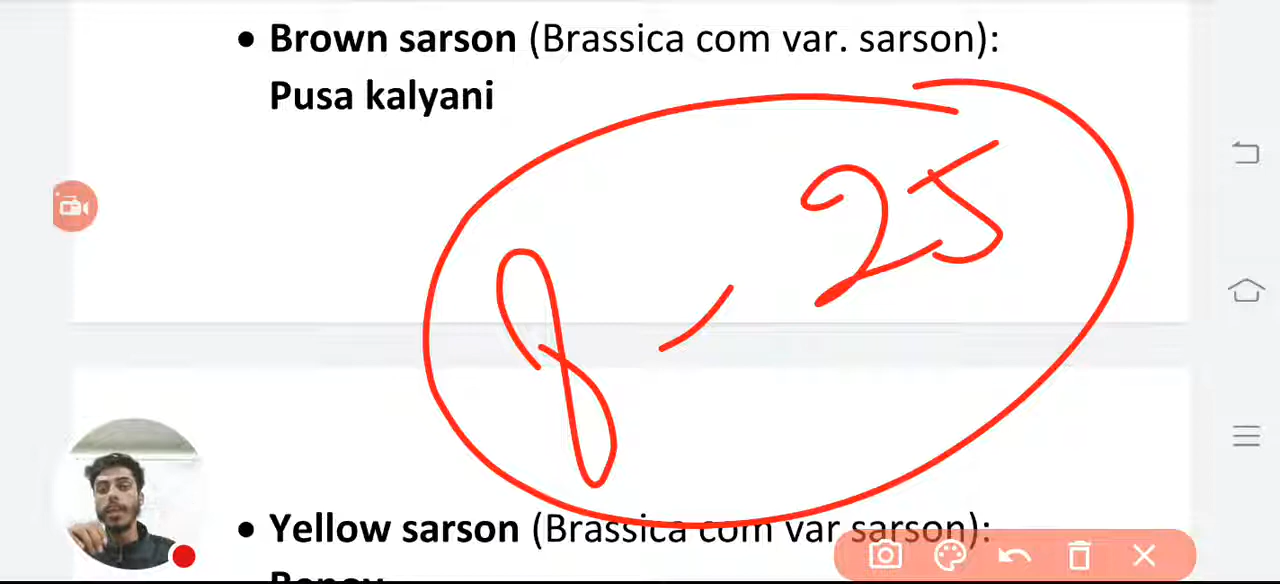 • Brown sarson (Brassica com var. sarson):
Pusa kalyani
8, 25
• Yellow sarson (Brassica com var sarson):